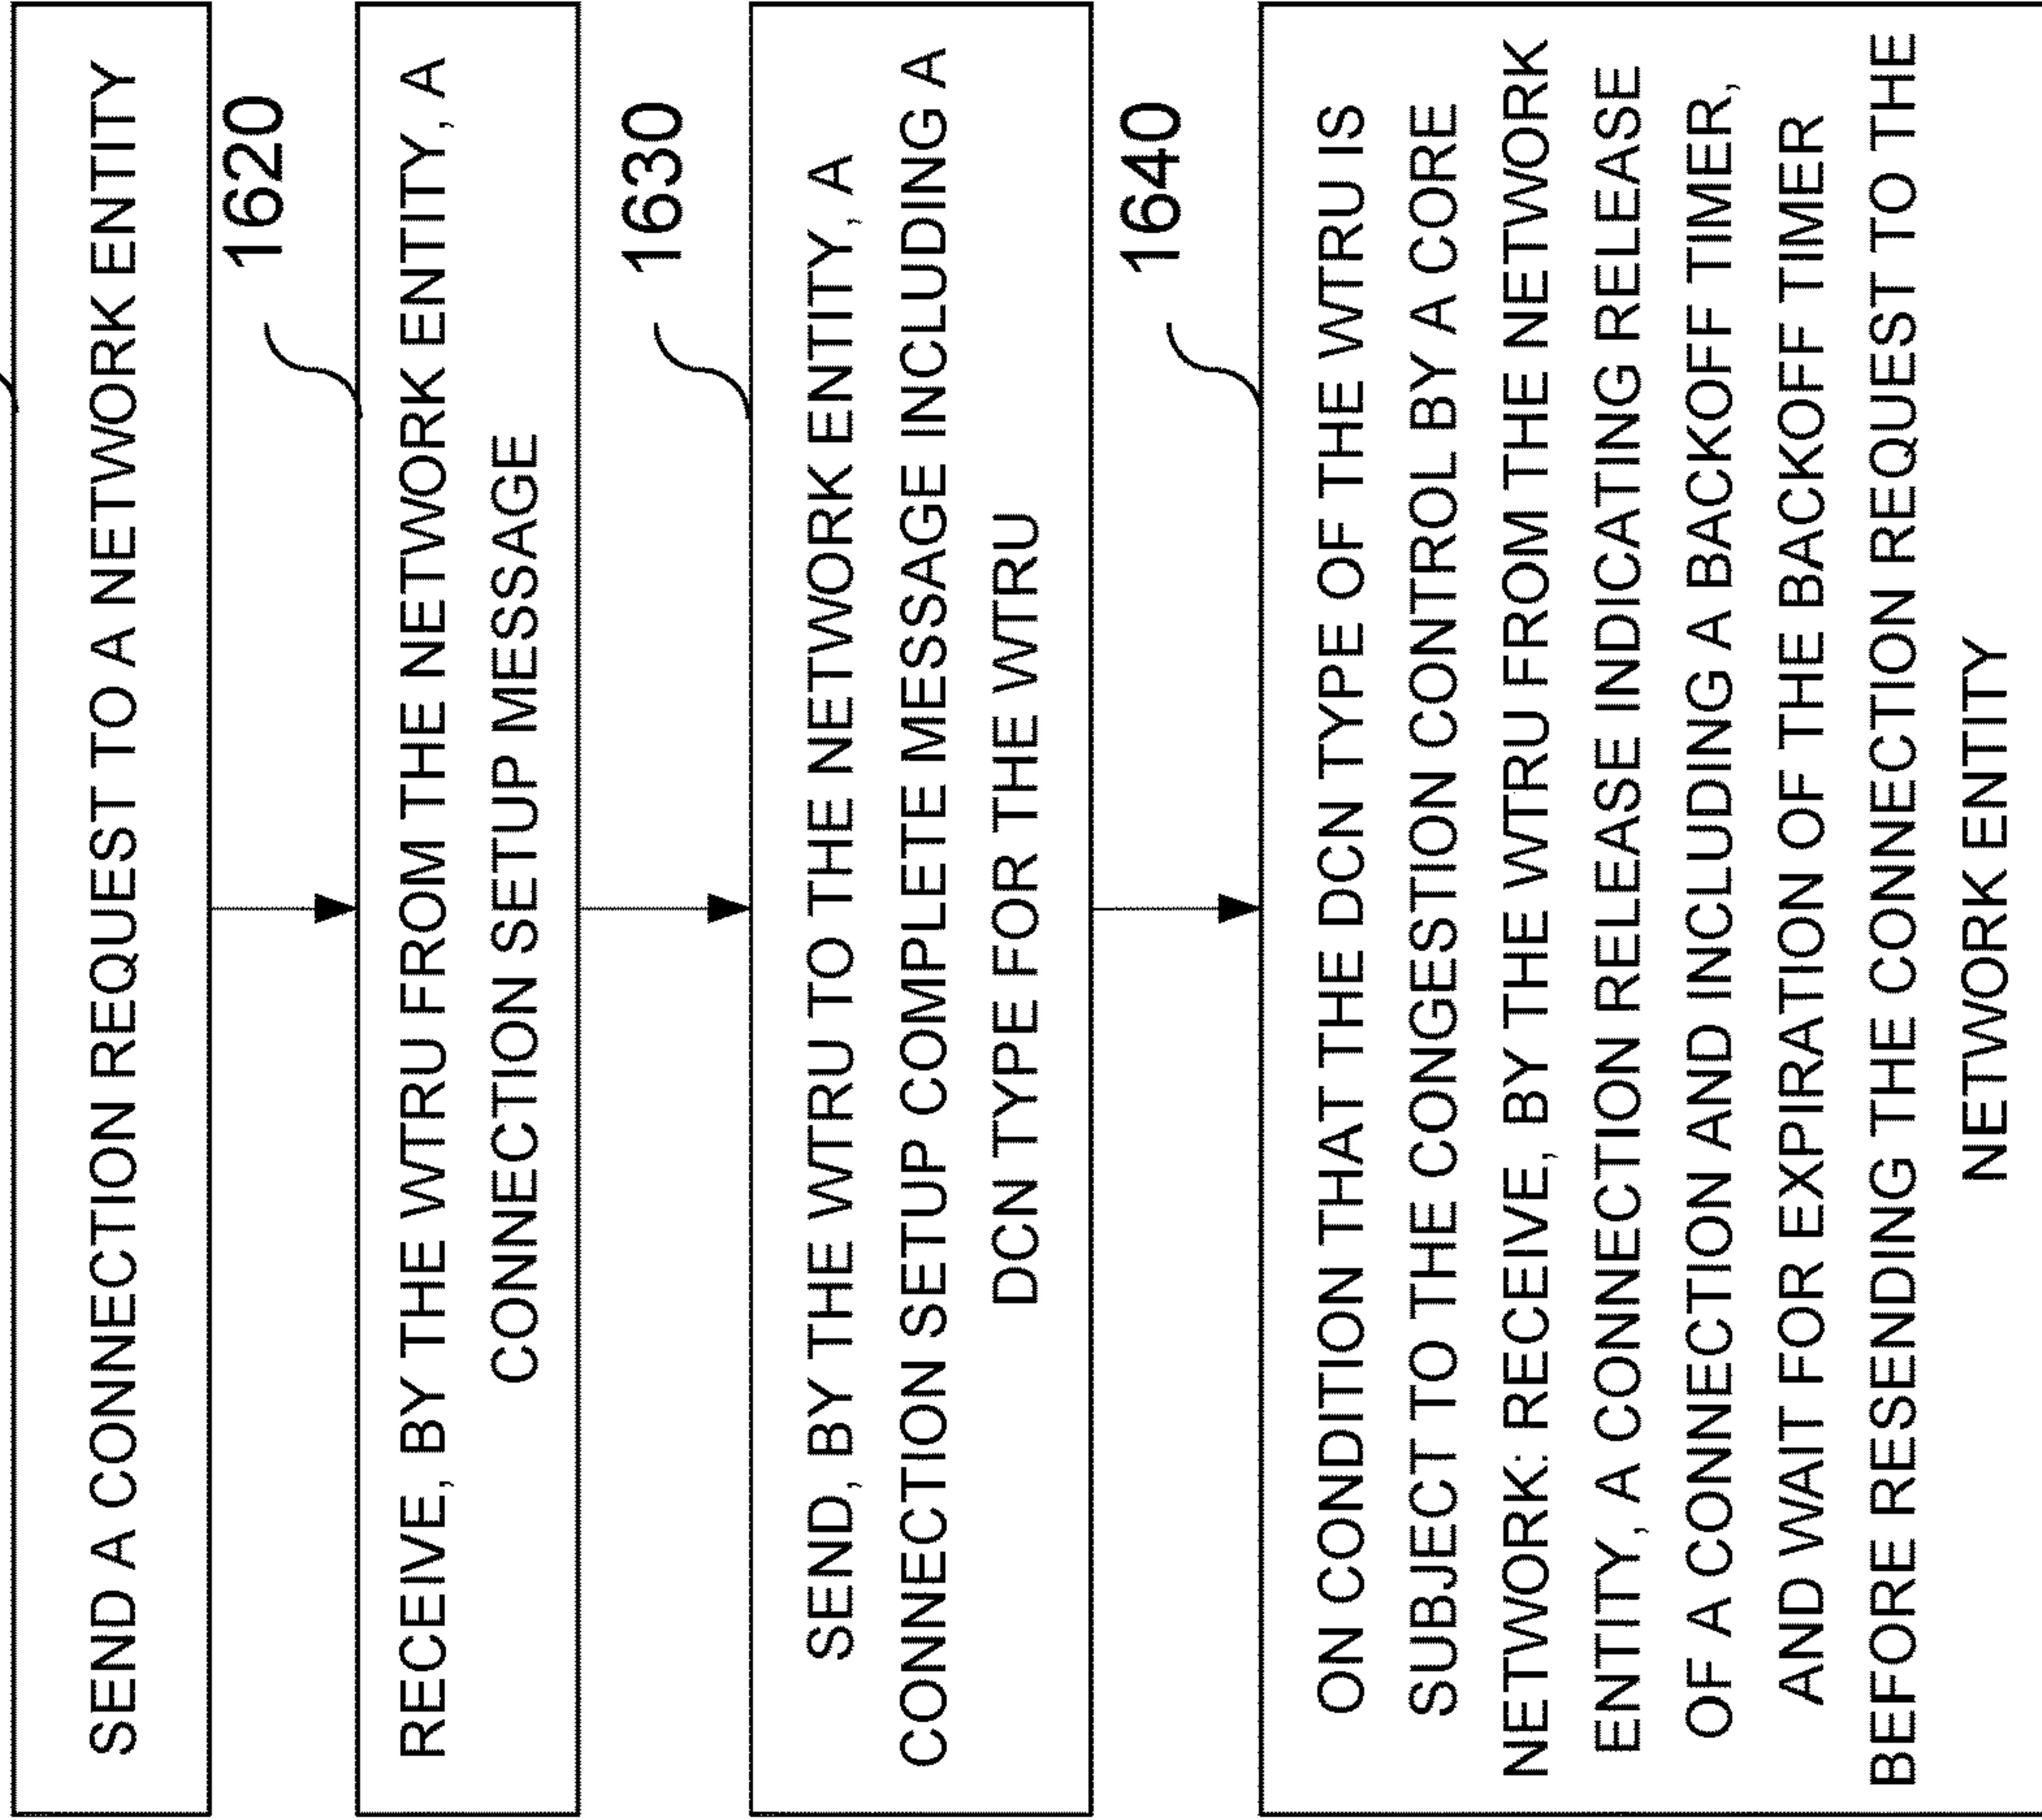 SEND A CONNECTION REQUEST TO A NETWORK ENTITY
1620
RECEIVE, BY THE WTRU FROM THE NETWORK ENTITY, A
CONNECTION SETUP MESSAGE
1630
SEND, BY THE WTRU TO THE NETWORK ENTITY, A
CONNECTION SETUP COMPLETE MESSAGE INCLUDING A
DCN TYPE FOR THE WTRU
1640
ON CONDITION THAT THE DCN TYPE OF THE WTRU IS
SUBJECT TO THE CONGESTION CONTROL BY A CORE
NETWORK: RECEIVE, BY THE WTRU FROM THE NETWORK
ENTITY, A CONNECTION RELEASE INDICATING RELEASE
OF A CONNECTION AND INCLUDING A BACKOFF TIMER,
AND WAIT FOR EXPIRATION OF THE BACKOFF TIMER
BEFORE RESENDING THE CONNECTION REQUEST TO THE
NETWORK ENTITY